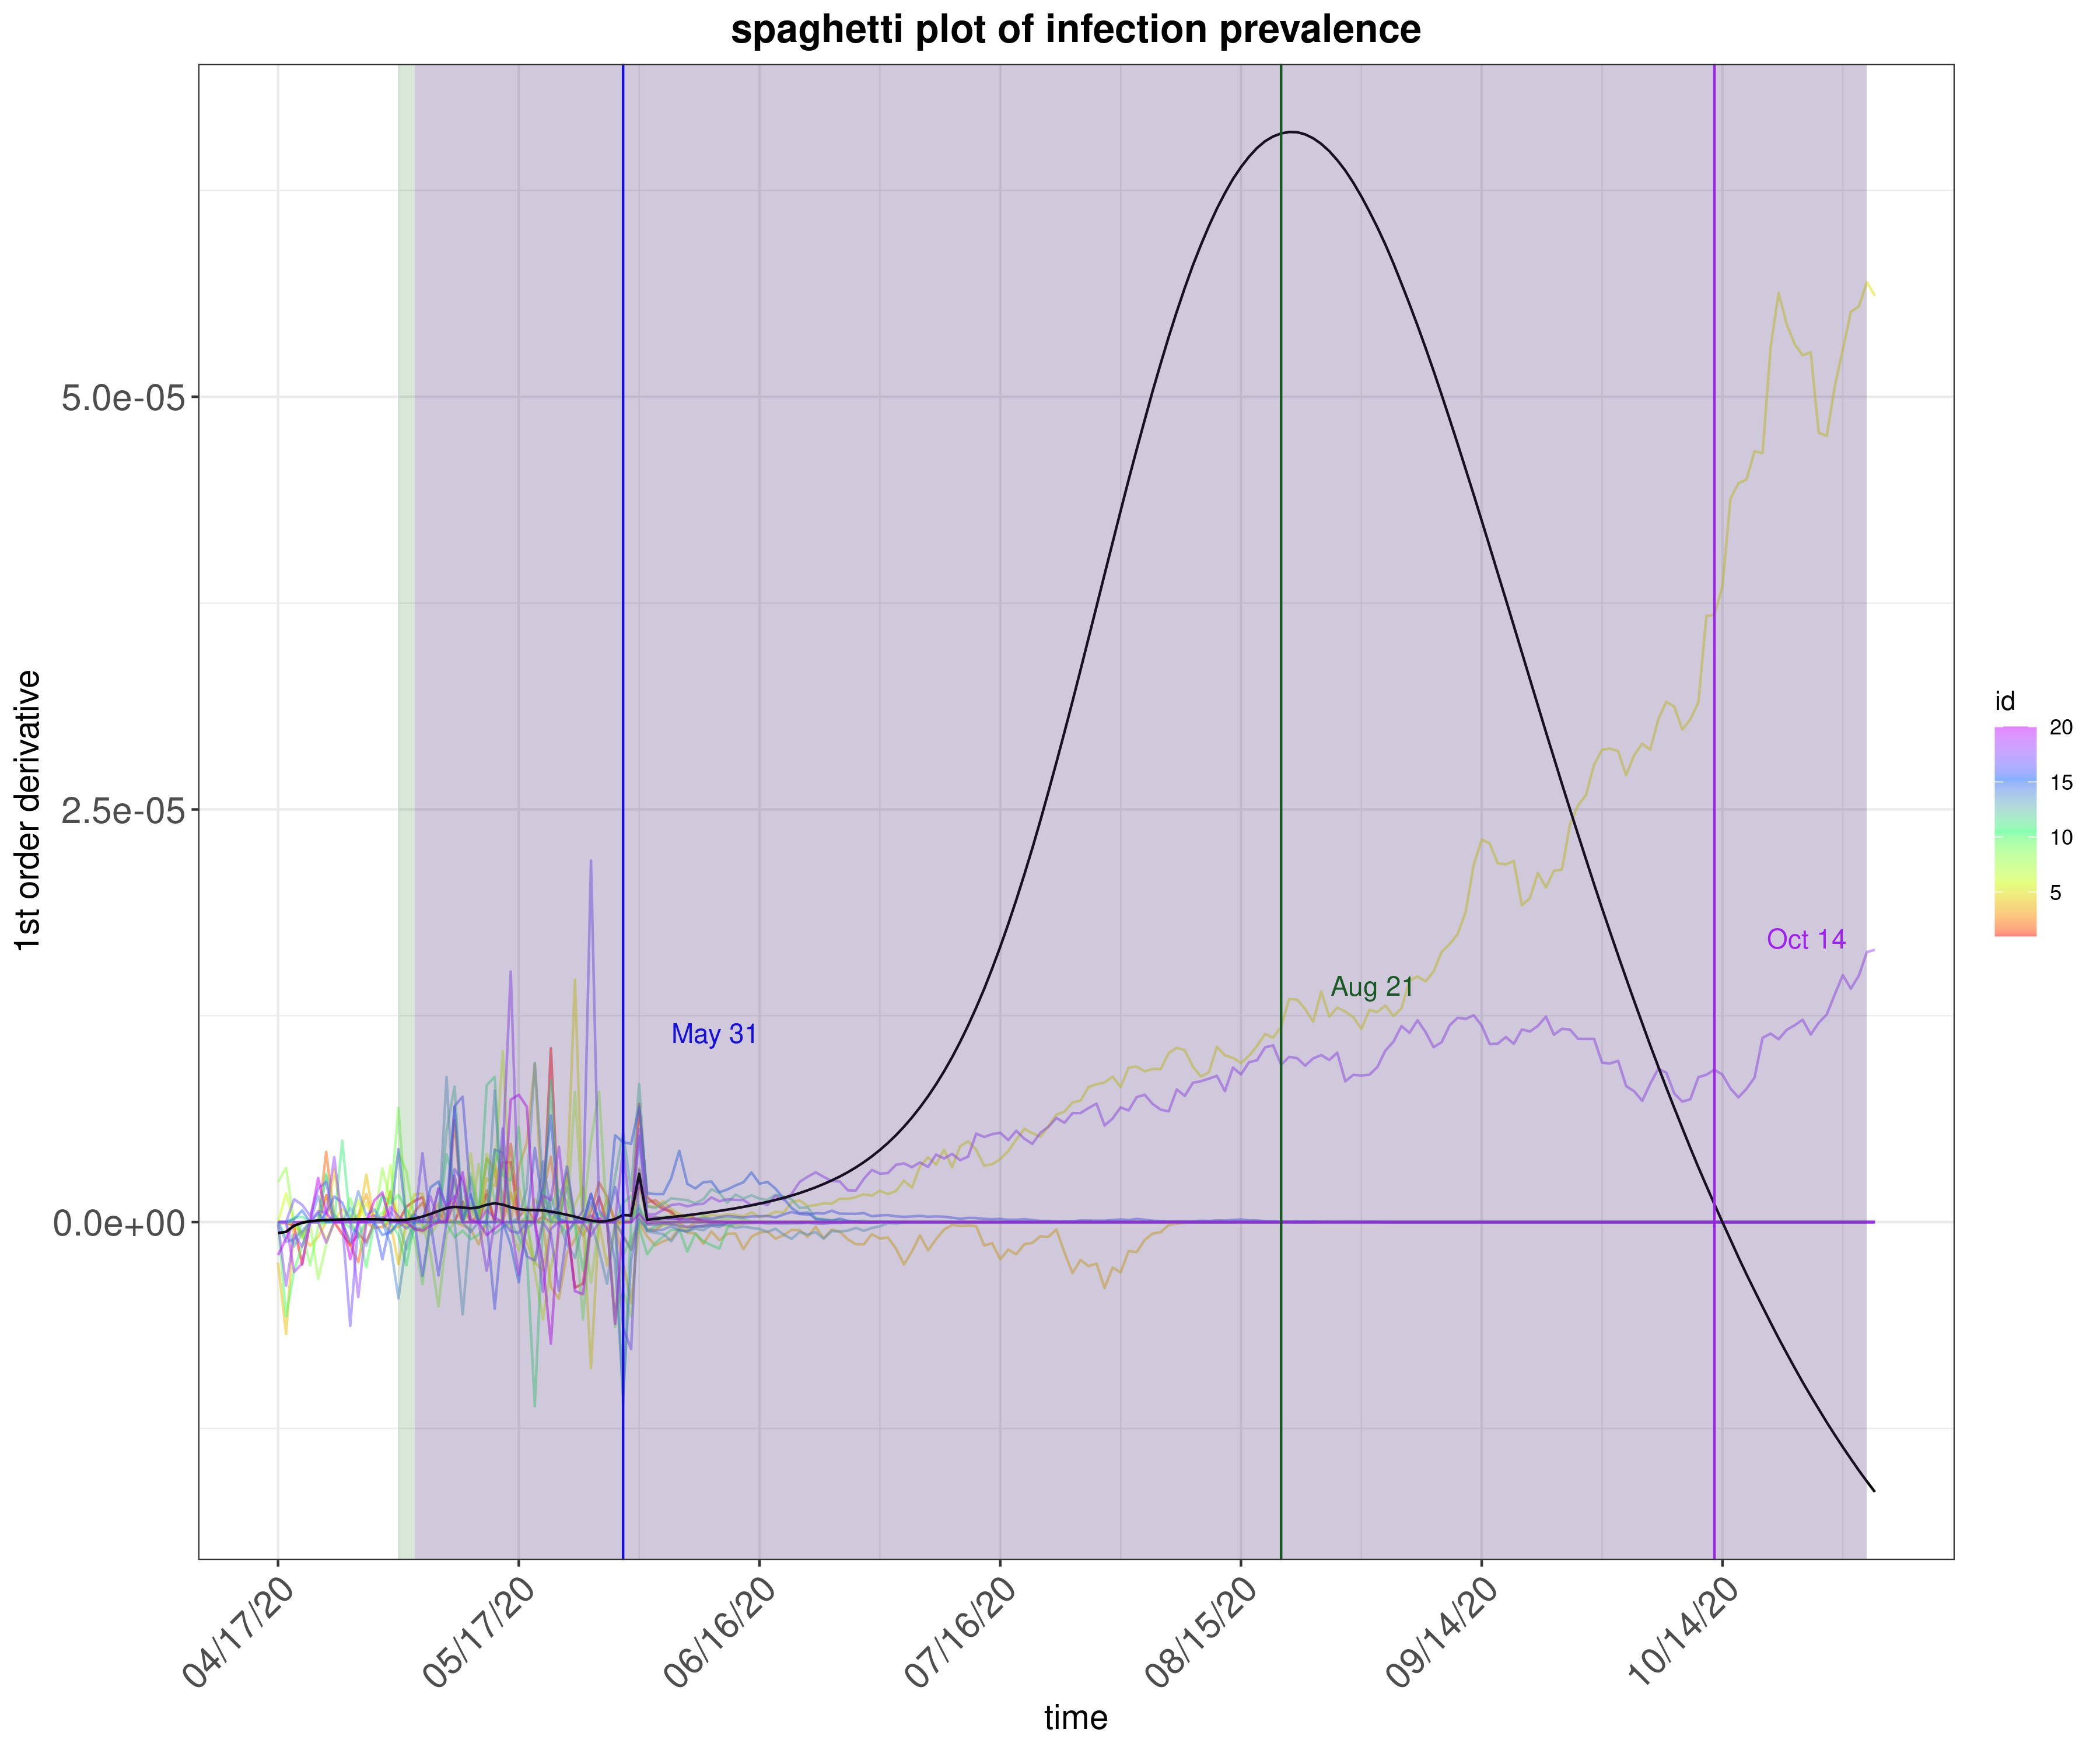 spaghetti plot of infection prevalence
1st order derivative
5.0e-05
2.5e-05
0.0e+00
May 31
Aug 21
Oct 14
id
20
15
10
5
04/17/20
05/17/20
06/16/20
07/16/20
08/15/20
09/14/20
10/14/20
time